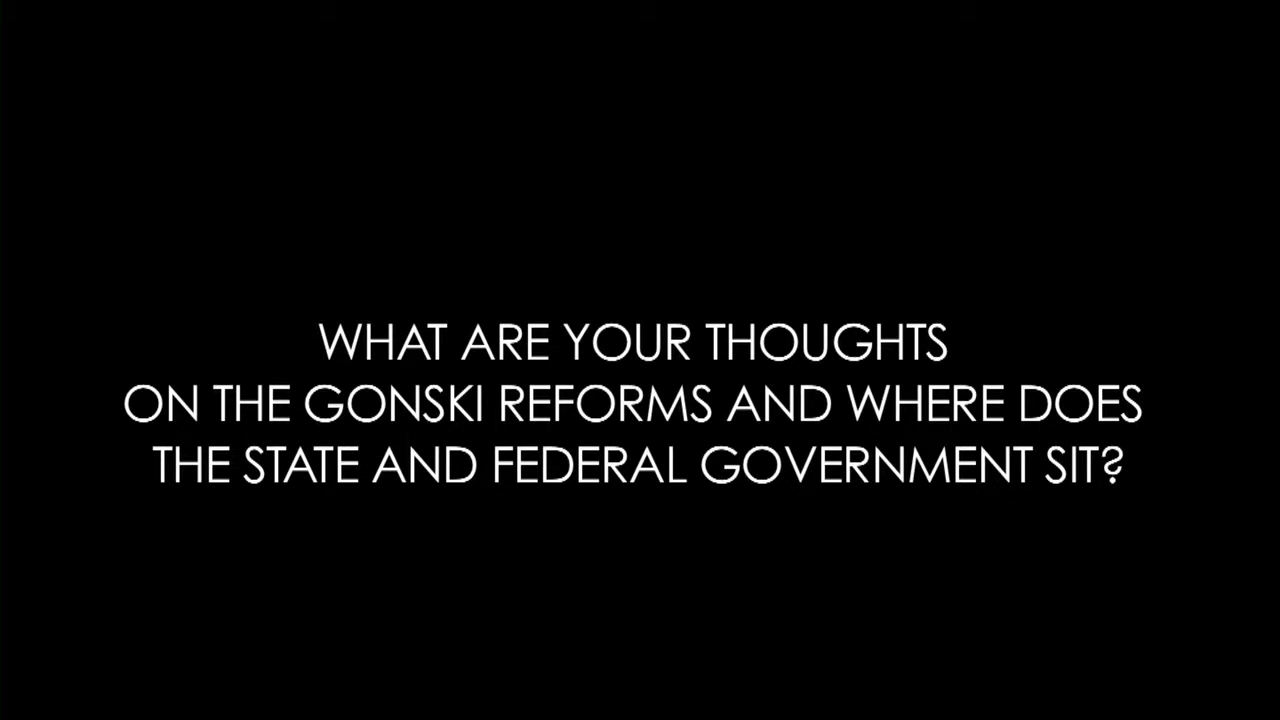 WHAT ARE YOUR THOUGHTS
ON THE GONSKI REFORMS AND WHERE DOES
THE STATE AND FEDERAL GOVERNMENT SIT?